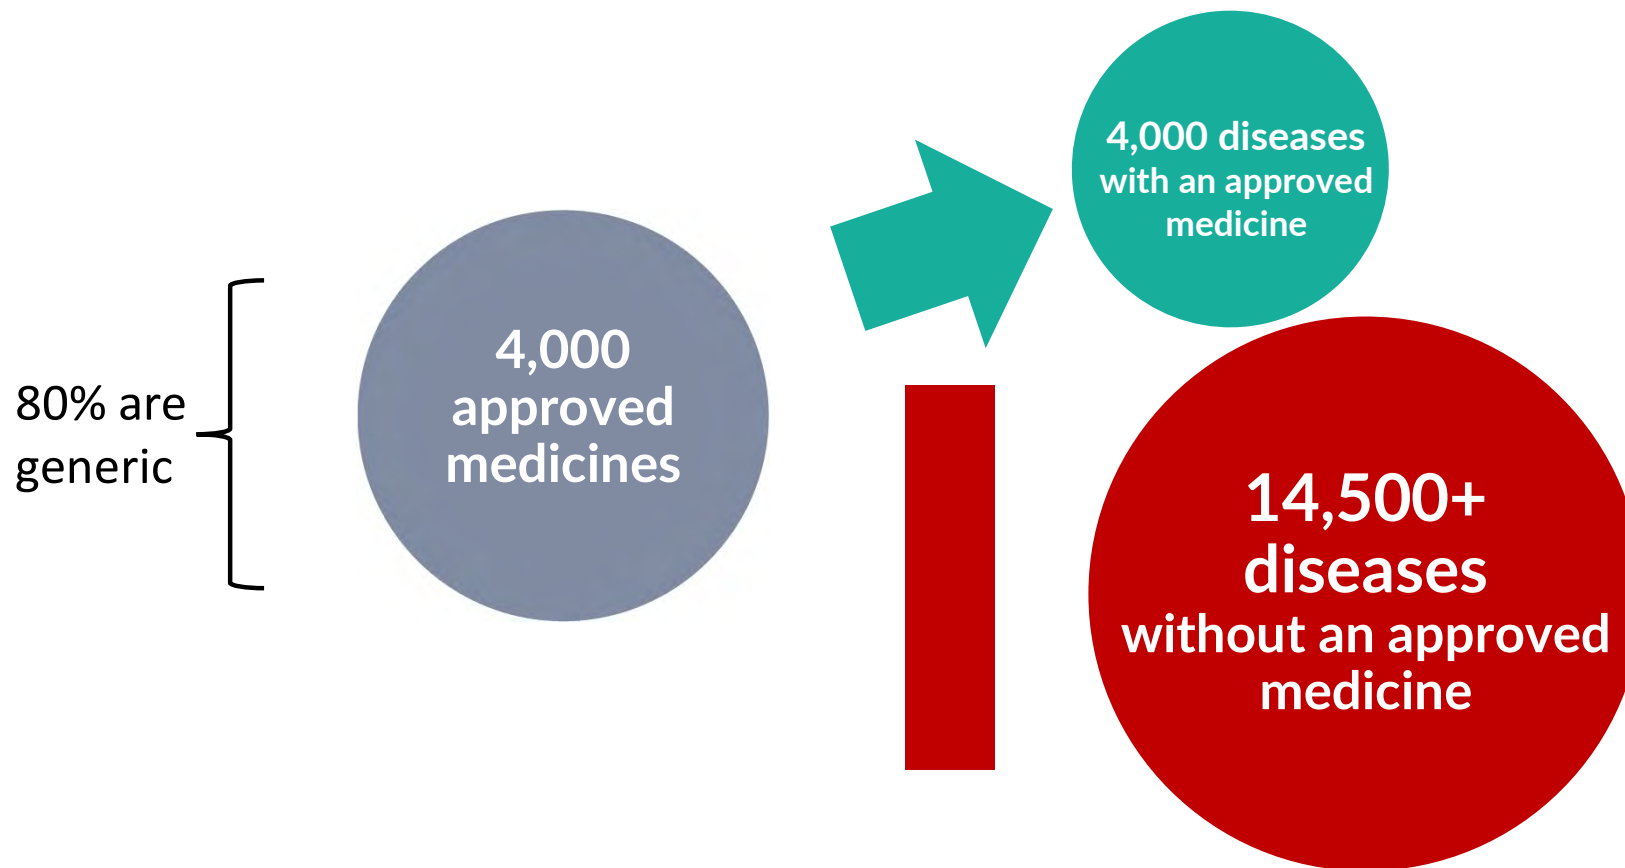 80% are
generic
4,000
approved
medicines
4,000 diseases
with an approved
medicine
14,500+
diseases
without an approved
medicine